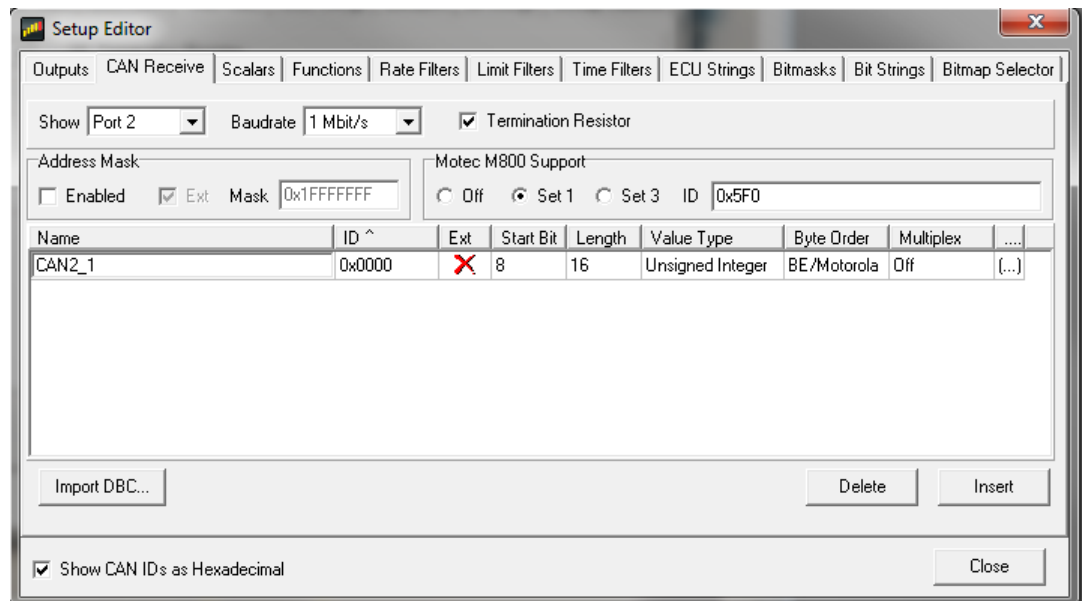 Setup Editor
Outputs CAN Receive Scalars Functions Rate Filters Limit Filters Time Filters ECU Strings Bitmasks Bit Strings Bitmap Selector
Show Port 2 Baudrate 1 Mbit/s Termination Resistor
Address Mask Motec M800 Support
Enabled Ext Mask 0x1FFFFFFF Off Set 1 Set 3 ID 0x5F0
Name ID ^ Ext Start Bit Length Value Type Byte Order Multiplex ....
CAN2_1 0x0000 8 16 Unsigned Integer BE/Motorola Off (...)
Import DBC... Delete Insert
Show CAN IDs as Hexadecimal Close